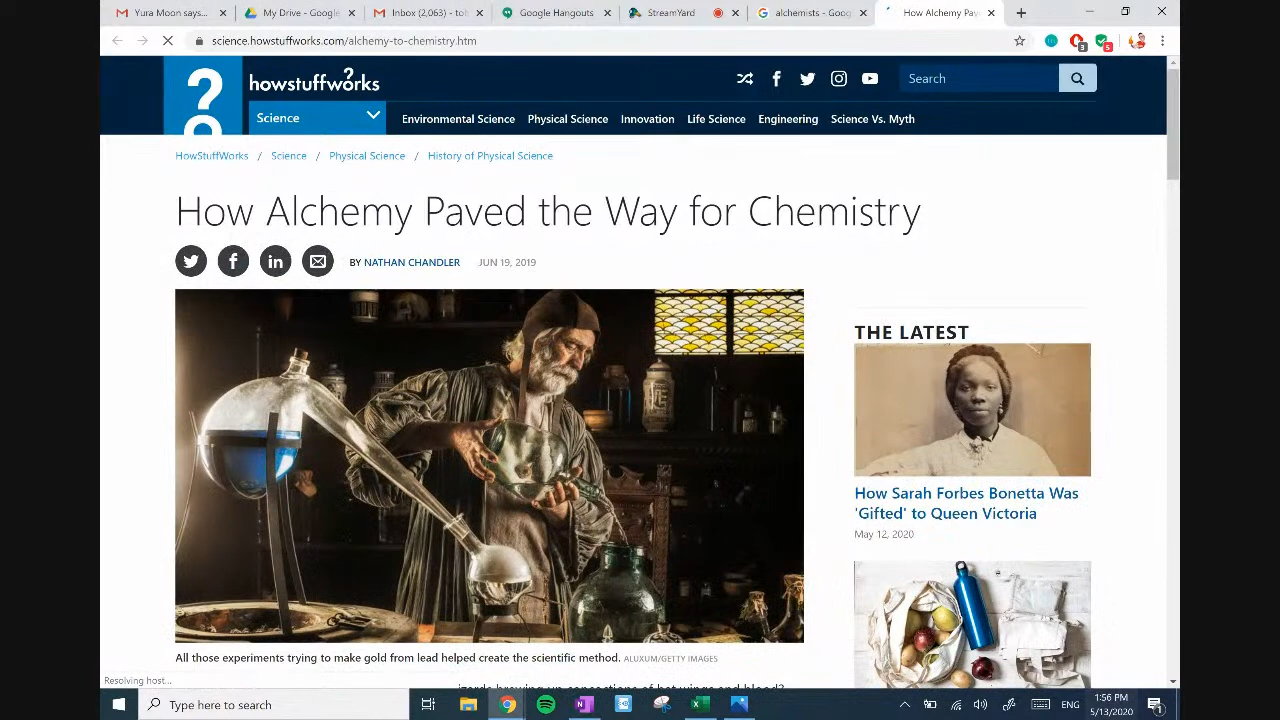 Yura Moon says...
My Drive - Google
Inbox (2,063) - tol
Google Hangouts
StreamYard
alchemists - Goog
How Alchemy Pav
science.howstuffworks.com/alchemy-to-chemistry.htm
3
5
howstuffworks
Search
Science
Environmental Science
Physical Science
Innovation
Life Science
Engineering
Science Vs. Myth
HowStuffWorks / Science / Physical Science / History of Physical Science
How Alchemy Paved the Way for Chemistry
BY NATHAN CHANDLER JUN 19, 2019
THE LATEST
How Sarah Forbes Bonetta Was
'Gifted' to Queen Victoria
May 12, 2020
All those experiments trying to make gold from lead helped create the scientific method. ALUXUM/GETTY IMAGES
Resolving host...
Type here to search
ENG
1:56 PM
5/13/2020
1